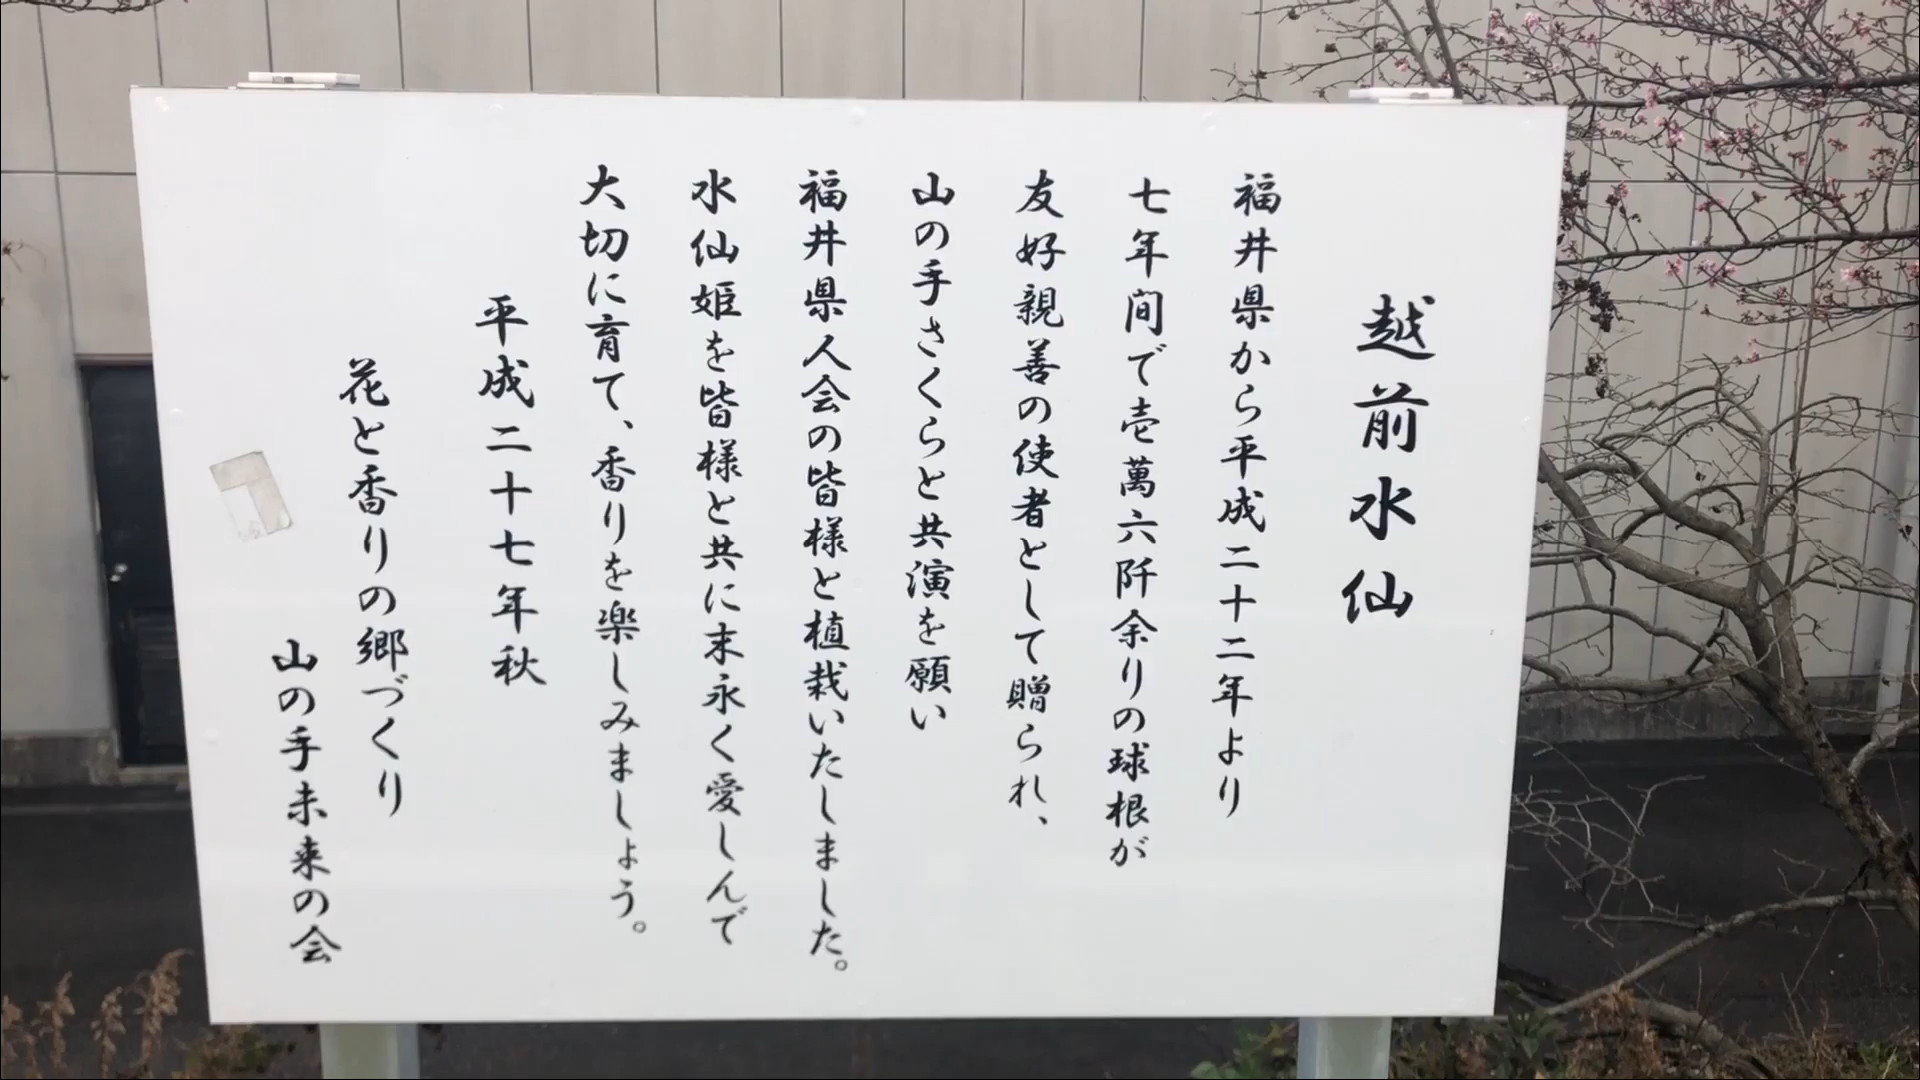 越前水仙
福井県から平成二十二年より
七年間で壱萬六阡余りの球根が
友好親善の使者として贈られ、
山の手さくらと共演を願い
福井県人会の皆様と植栽いたしました。
水仙姫を皆様と共に末永く愛しんで
大切に育て、香りを楽しみましょう。
平成二十七年秋
花と香りの郷づくり
山の手未来の会